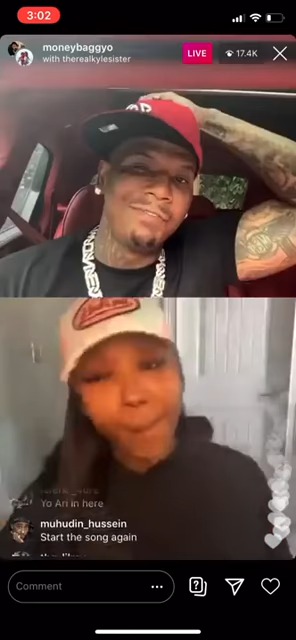 3:02
moneybaggyo
with therealkylesister
LIVE
17.4K
Yo Ari in here
muhudin_hussein
Start the song again
Comment